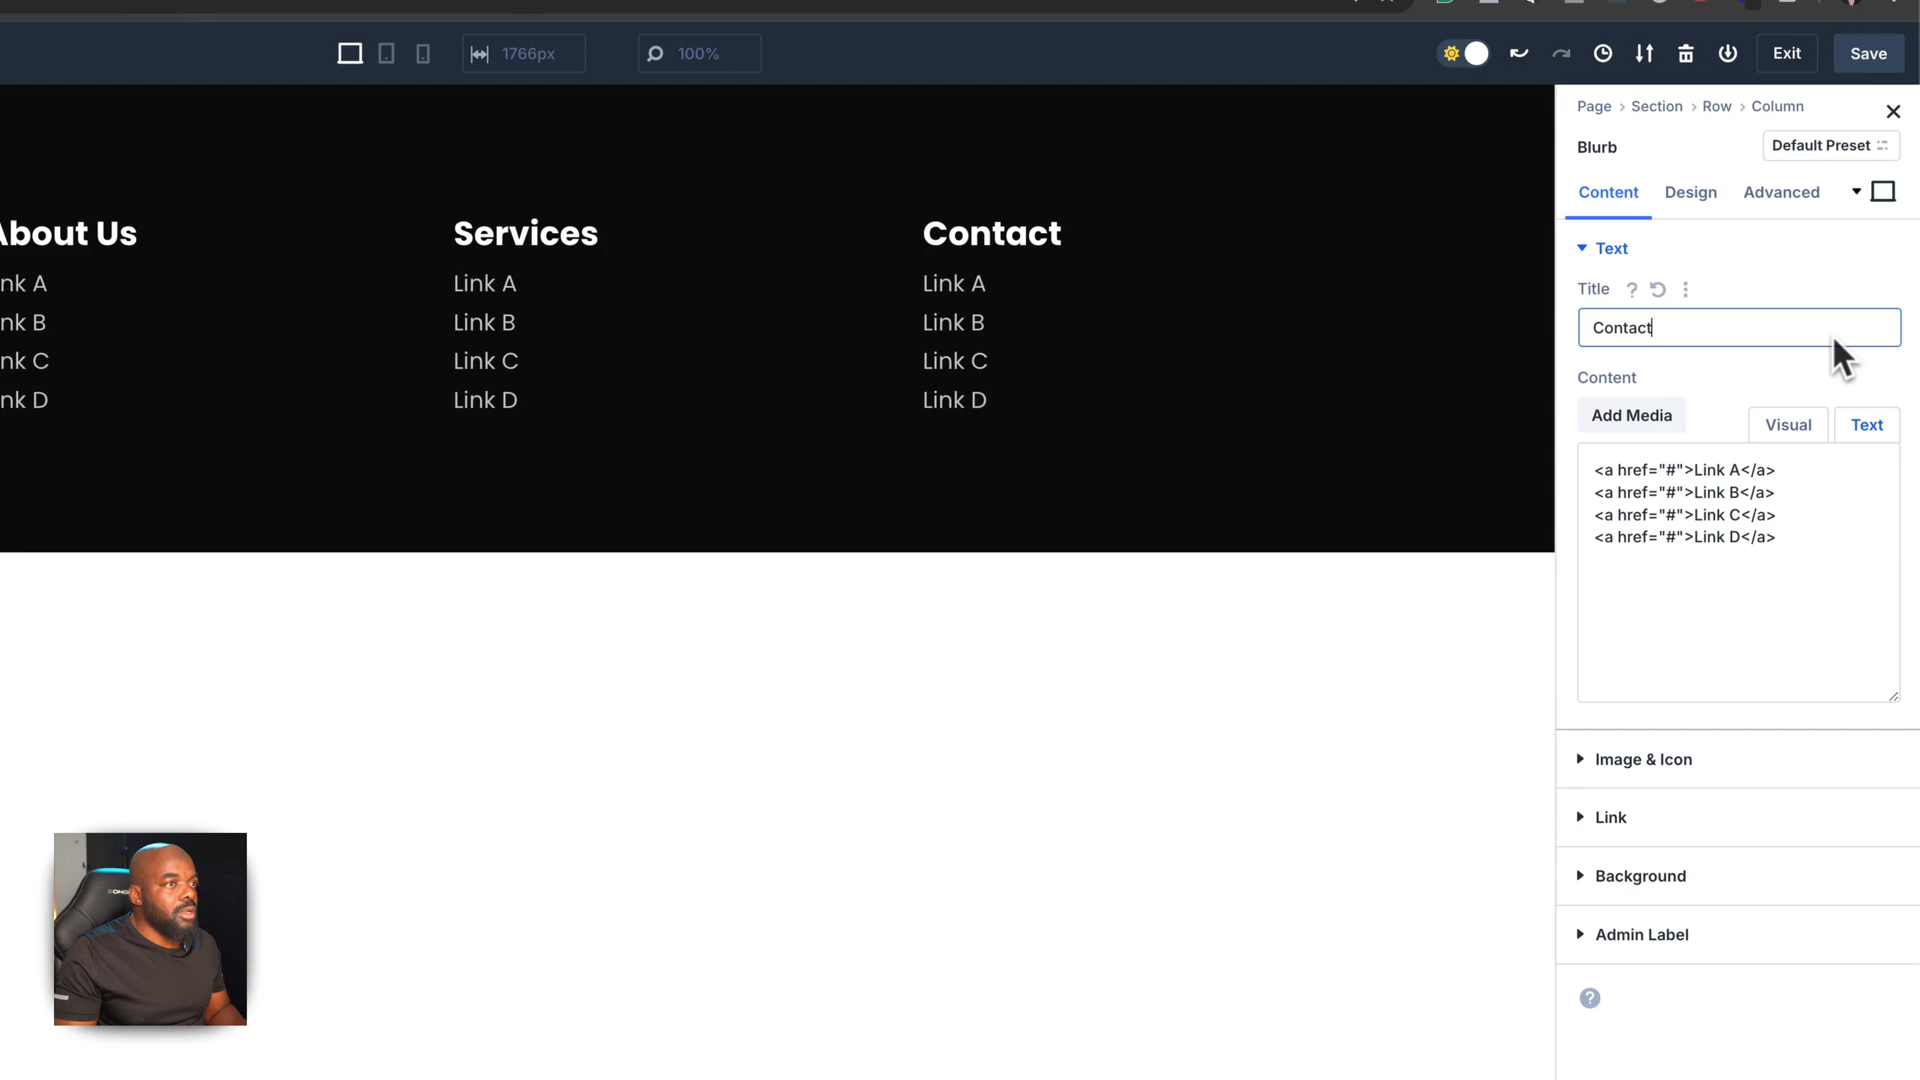 1766px
100%
Exit
Save
Page > Section > Row > Column
Blurb
Default Preset
Content
Design
Advanced
Text
Title ?
Contact
Content
Add Media
Visual
Text
<a href="#">Link A</a>
<a href="#">Link B</a>
<a href="#">Link C</a>
<a href="#">Link D</a>
Image & Icon
Link
Background
Admin Label
?
About Us
nk A
nk B
nk C
nk D
Services
Link A
Link B
Link C
Link D
Contact
Link A
Link B
Link C
Link D